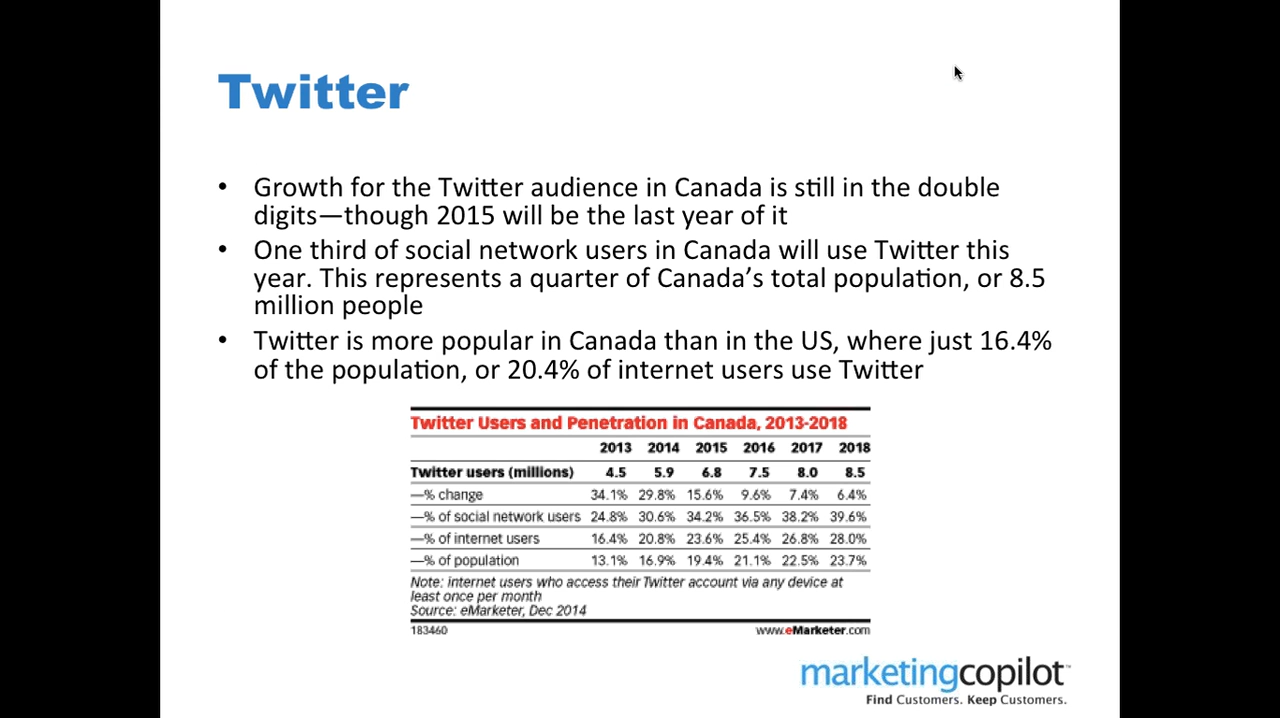 Twitter
• Growth for the Twitter audience in Canada is still in the double
digits—though 2015 will be the last year of it
• One third of social network users in Canada will use Twitter this
year. This represents a quarter of Canada's total population, or 8.5
million people
• Twitter is more popular in Canada than in the US, where just 16.4%
of the population, or 20.4% of internet users use Twitter
Twitter Users and Penetration in Canada, 2013-2018
2013 2014 2015 2016 2017 2018
Twitter users (millions) 4.5 5.9 6.8 7.5 8.0 8.5
—% change 34.1% 29.8% 15.6% 9.6% 7.4% 6.4%
—% of social network users 24.8% 30.6% 34.2% 36.5% 38.2% 39.6%
—% of internet users 16.4% 20.8% 23.6% 25.4% 26.8% 28.0%
—% of population 13.1% 16.9% 19.4% 21.1% 22.5% 23.7%
Note: internet users who access their Twitter account via any device at
least once per month
Source: eMarketer, Dec 2014
183460 www.eMarketer.com
marketingcopilot™
Find Customers. Keep Customers.